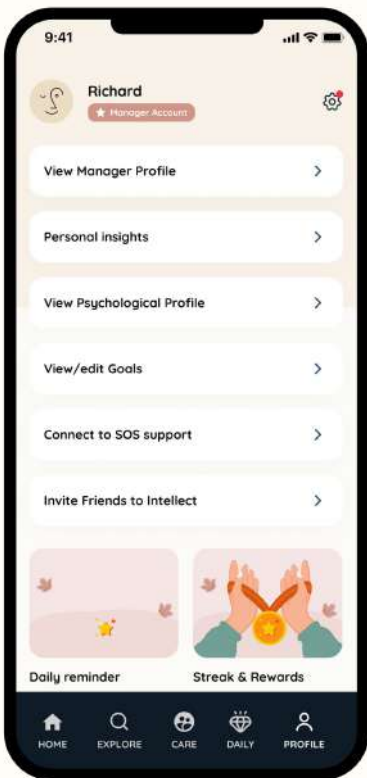 9:41
Richard
Manager Account
View Manager Profile
Personal insights
View Psychological Profile
View/edit Goals
Connect to SOS support
Invite Friends to Intellect
Daily reminder
Streak & Rewards
HOME
EXPLORE
CARE
DAILY
PROFILE